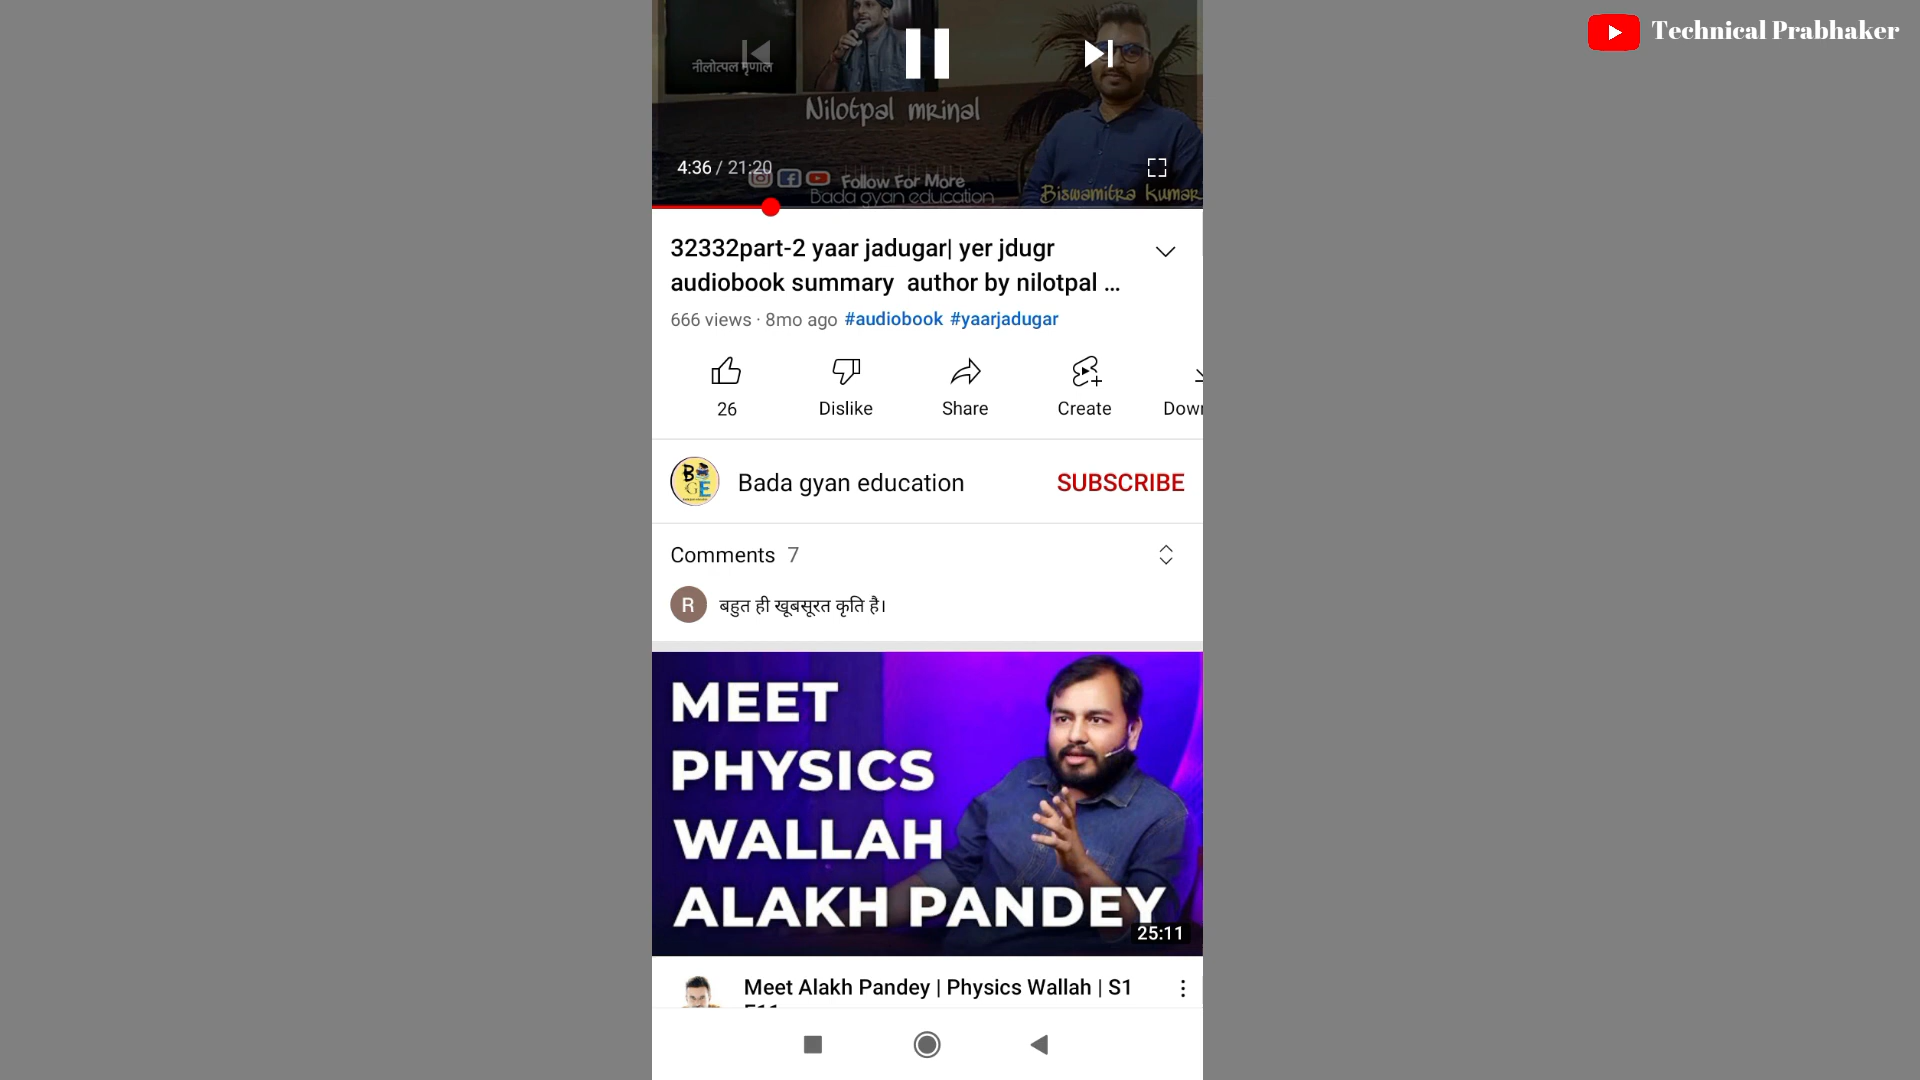 Technical Prabhaker
नीलोत्पल मृणाल
Nilotpal mrinal
4:36 / 21:20
Follow For More
Bada gyan education
Biswamitra kumar
32332part-2 yaar jadugar| yer jdugr
audiobook summary author by nilotpal ...
666 views · 8mo ago #audiobook #yaarjadugar
26
Dislike
Share
Create
Down
Bada gyan education
SUBSCRIBE
Comments 7
R
बहुत ही खूबसूरत कृति है।
MEET
PHYSICS
WALLAH
ALAKH PANDEY
25:11
Meet Alakh Pandey | Physics Wallah | S1